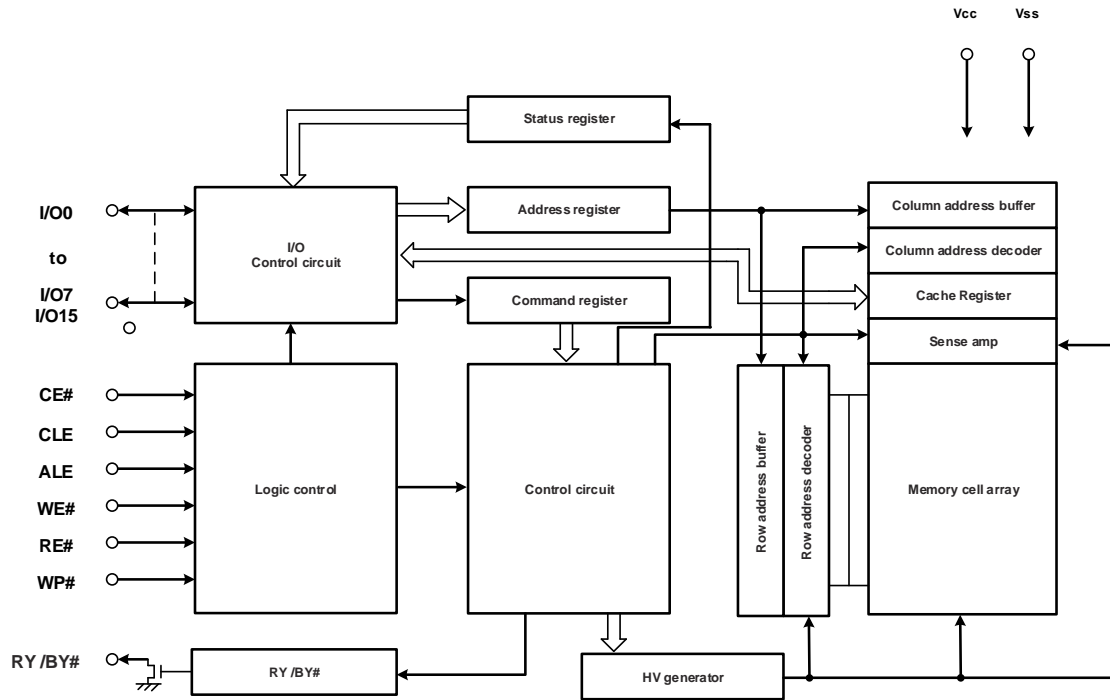 Vcc
Vss
Status register
I/O0
to
I/O7
I/O15
I/O
Control circuit
Address register
Command register
Column address buffer
Column address decoder
Cache Register
Sense amp
CE#
CLE
ALE
WE#
RE#
WP#
Logic control
Control circuit
Row address buffer
Row address decoder
Memory cell array
RY /BY#
RY /BY#
HV generator